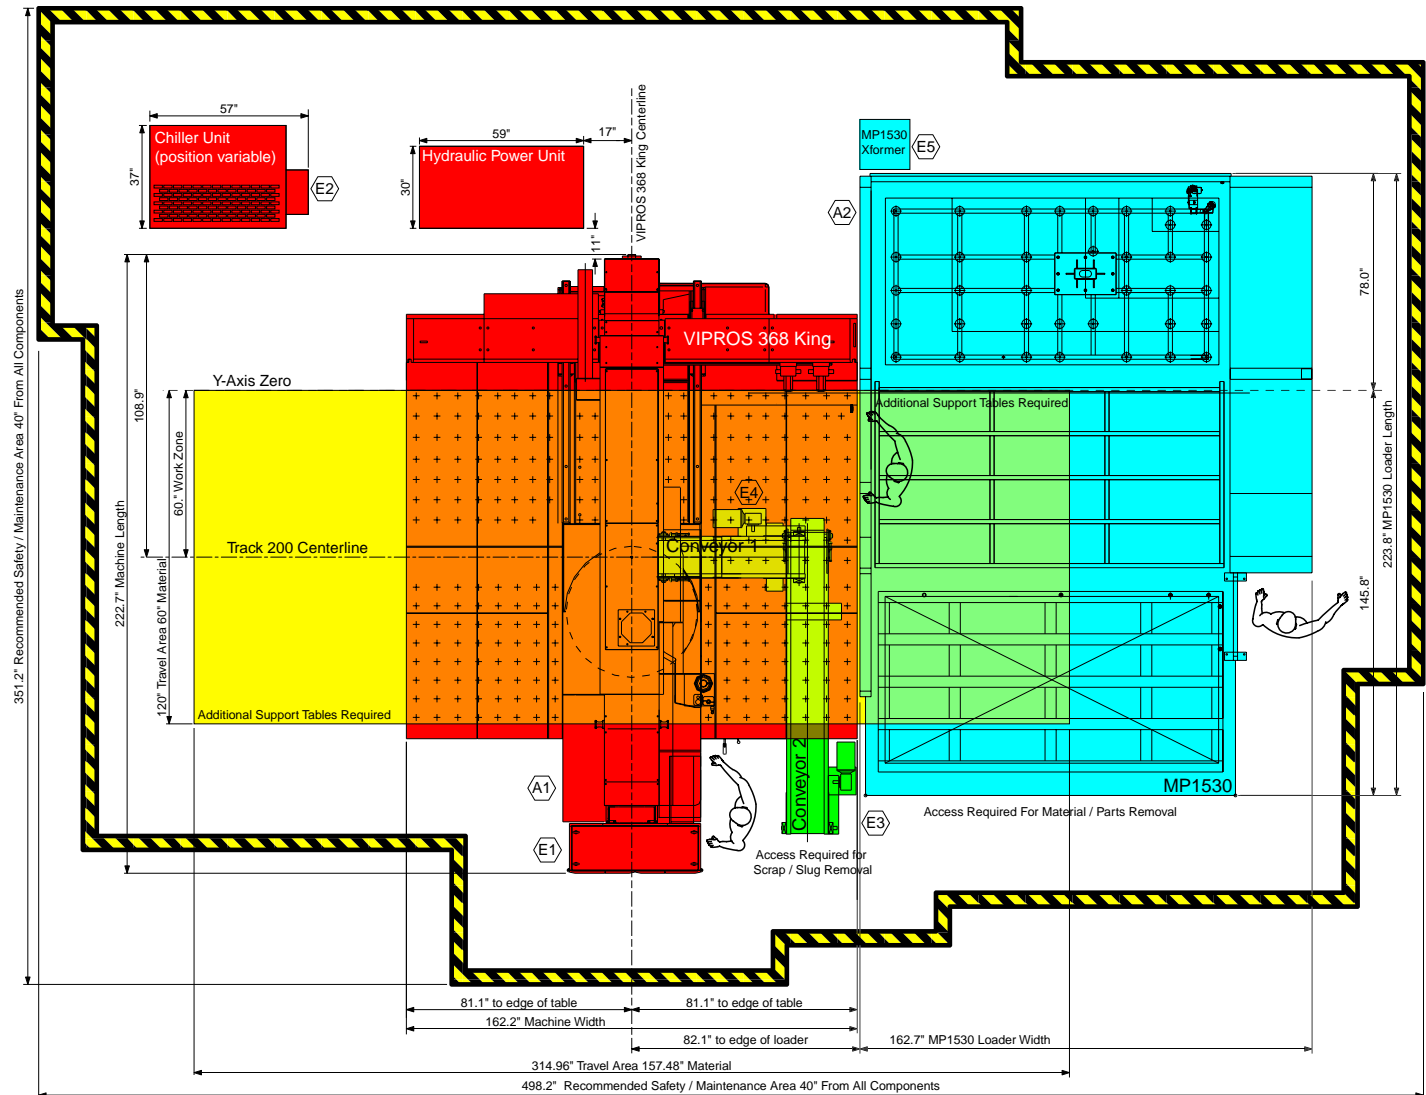 57"
Chiller Unit
(position variable)
37"
E2
59"
17"
Hydraulic Power Unit
30"
11"
VIPROS 368 King Centerline
MP1530
Xformer
E5
A2
VIPROS 368 King
78.0"
351.2" Recommended Safety / Maintenance Area 40" From All Components
222.7" Machine Length
108.9"
Y-Axis Zero
60." Work Zone
Additional Support Tables Required
E4
Conveyor 1
Track 200 Centerline
120" Travel Area 60" Material
223.8" MP1530 Loader Length
145.8"
Additional Support Tables Required
Conveyor 2
MP1530
A1
E1
E3
Access Required For Material / Parts Removal
Access Required for
Scrap / Slug Removal
81.1" to edge of table
81.1" to edge of table
162.2" Machine Width
82.1" to edge of loader
162.7" MP1530 Loader Width
314.96" Travel Area 157.48" Material
498.2" Recommended Safety / Maintenance Area 40" From All Components